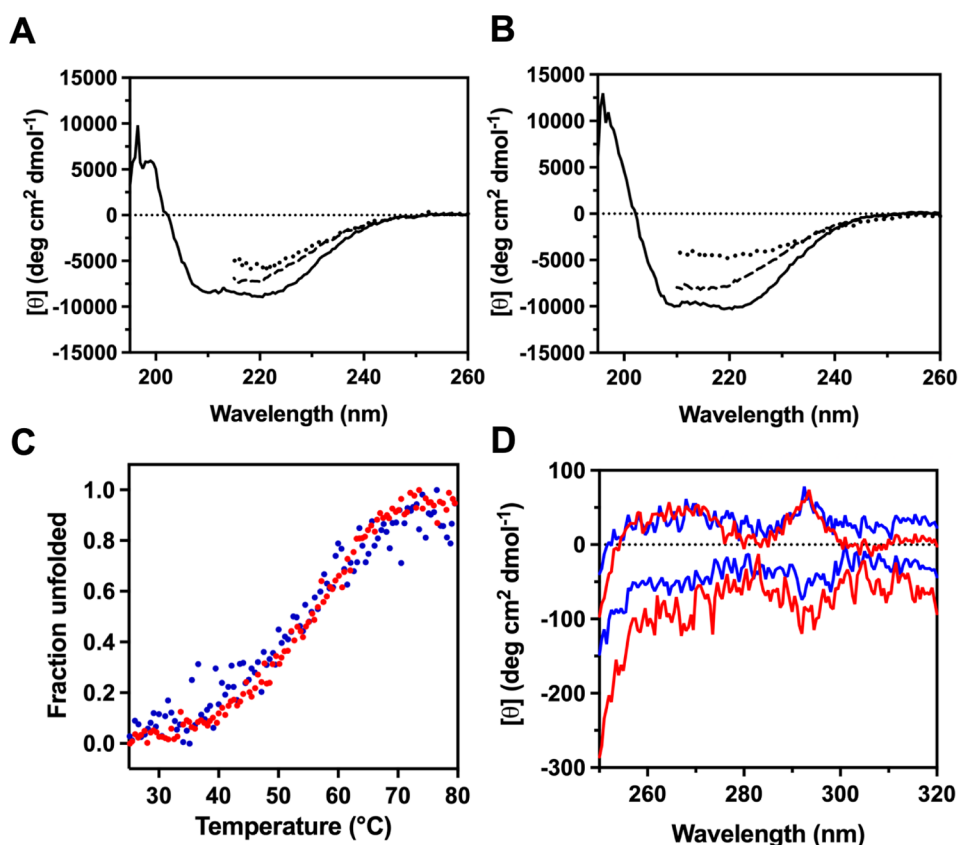 A
B
15000
10000
5000
0
-5000
-10000
-15000
[θ] (deg cm² dmol⁻¹)
200 220 240 260
Wavelength (nm)
15000
10000
5000
0
-5000
-10000
-15000
[θ] (deg cm² dmol⁻¹)
200 220 240 260
Wavelength (nm)
C
D
1.0
0.8
0.6
0.4
0.2
0.0
Fraction unfolded
30 40 50 60 70 80
Temperature (°C)
100
0
-100
-200
-300
[θ] (deg cm² dmol⁻¹)
260 280 300 320
Wavelength (nm)